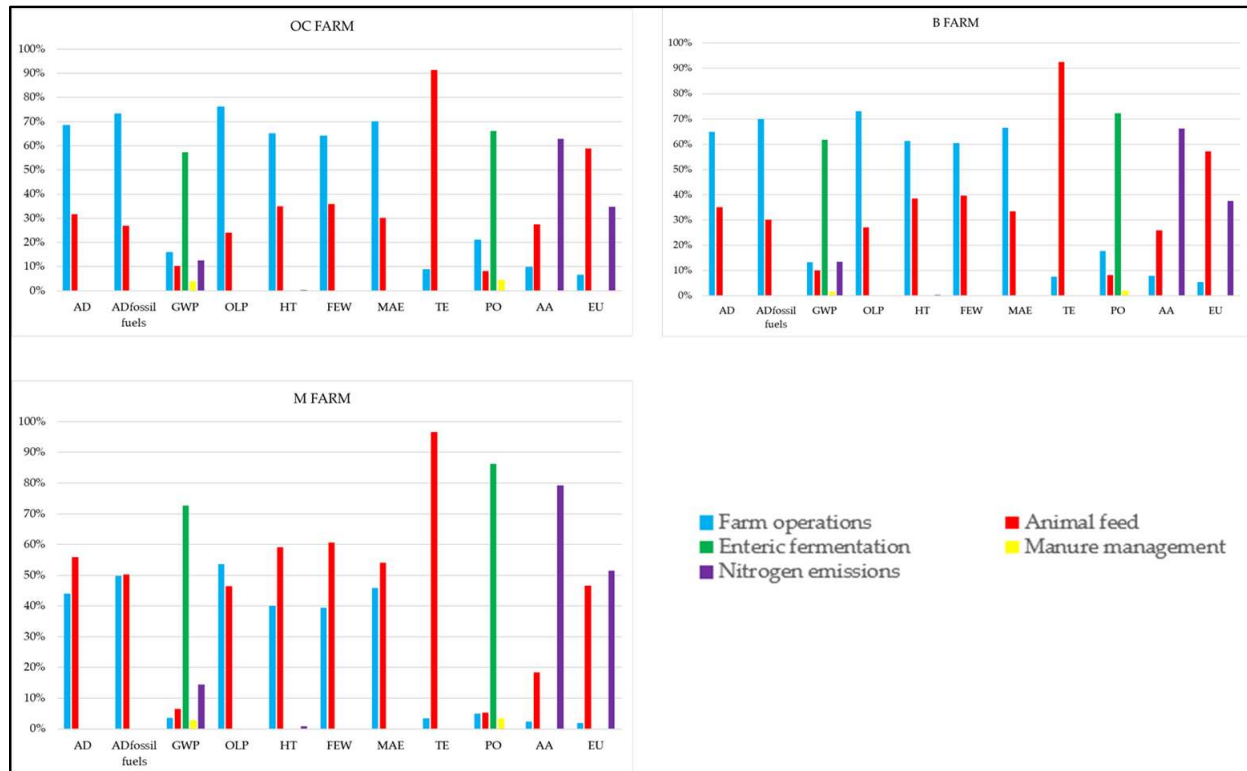 OC FARM
100%
90%
80%
70%
60%
50%
40%
30%
20%
10%
0%
AD ADfossil GWP OLP HT FEW MAE TE PO AA EU
fuels
B FARM
100%
90%
80%
70%
60%
50%
40%
30%
20%
10%
0%
AD ADfossil GWP OLP HT FEW MAE TE PO AA EU
fuels
M FARM
100%
90%
80%
70%
60%
50%
40%
30%
20%
10%
0%
AD ADfossil GWP OLP HT FEW MAE TE PO AA EU
fuels
Farm operations Animal feed
Enteric fermentation Manure management
Nitrogen emissions